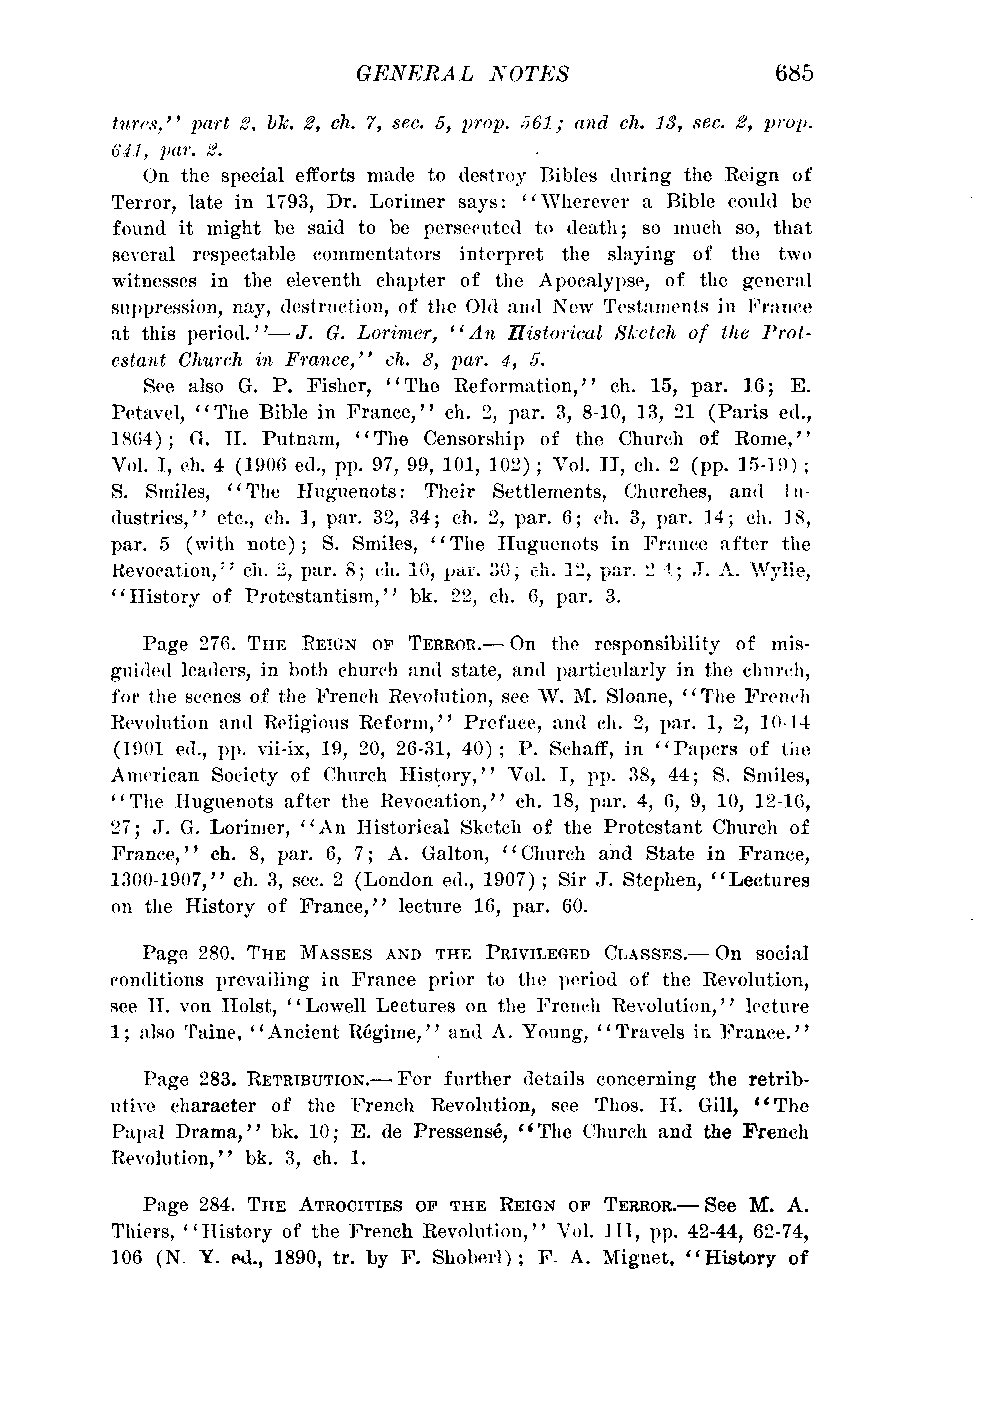 GENERAL NOTES 685
tures,'' part 2, bk. 2, ch. 7, sec. 5, prop. 561; and ch. 13, sec. 2, prop.
641, par. 2.
On the special efforts made to destroy Bibles during the Reign of
Terror, late in 1793, Dr. Lorimer says: ''Wherever a Bible could be
found it might be said to be persecuted to death; so much so, that
several respectable commentators interpret the slaying of the two
witnesses in the eleventh chapter of the Apocalypse, of the general
suppression, nay, destruction, of the Old and New Testaments in France
at this period.''—J. G. Lorimer, ''An Historical Sketch of the Prot-
estant Church in France,'' ch. 8, par. 4, 5.
See also G. P. Fisher, ''The Reformation,'' ch. 15, par. 16; E.
Petavel, ''The Bible in France,'' ch. 2, par. 3, 8-10, 13, 21 (Paris ed.,
1864); G. H. Putnam, ''The Censorship of the Church of Rome,''
Vol. I, ch. 4 (1906 ed., pp. 97, 99, 101, 102); Vol. II, ch. 2 (pp. 15-19);
S. Smiles, ''The Huguenots: Their Settlements, Churches, and In-
dustries,'' etc., ch. 1, par. 32, 34; ch. 2, par. 6; ch. 3, par. 14; ch. 18,
par. 5 (with note); S. Smiles, ''The Huguenots in France after the
Revocation,'' ch. 2, par. 8; ch. 10, par. 30; ch. 12, par. 2-4; J. A. Wylie,
''History of Protestantism,'' bk. 22, ch. 6, par. 3.
Page 276. THE REIGN OF TERROR.—On the responsibility of mis-
guided leaders, in both church and state, and particularly in the church,
for the scenes of the French Revolution, see W. M. Sloane, ''The French
Revolution and Religious Reform,'' Preface, and ch. 2, par. 1, 2, 10-14
(1901 ed., pp. vii-ix, 19, 20, 26-31, 40); P. Schaff, in ''Papers of the
American Society of Church History,'' Vol. I, pp. 38, 44; S. Smiles,
''The Huguenots after the Revocation,'' ch. 18, par. 4, 6, 9, 10, 12-16,
27; J. G. Lorimer, ''An Historical Sketch of the Protestant Church of
France,'' ch. 8, par. 6, 7; A. Galton, ''Church and State in France,
1300-1907,'' ch. 3, sec. 2 (London ed., 1907); Sir J. Stephen, ''Lectures
on the History of France,'' lecture 16, par. 60.
Page 280. THE MASSES AND THE PRIVILEGED CLASSES.—On social
conditions prevailing in France prior to the period of the Revolution,
see H. von Holst, ''Lowell Lectures on the French Revolution,'' lecture
1; also Taine, ''Ancient Régime,'' and A. Young, ''Travels in France.''
Page 283. RETRIBUTION.—For further details concerning the retrib-
utive character of the French Revolution, see Thos. H. Gill, ''The
Papal Drama,'' bk. 10; E. de Pressensé, ''The Church and the French
Revolution,'' bk. 3, ch. 1.
Page 284. THE ATROCITIES OF THE REIGN OF TERROR.—See M. A.
Thiers, ''History of the French Revolution,'' Vol. III, pp. 42-44, 62-74,
106 (N. Y. ed., 1890, tr. by F. Shoberl); F. A. Mignet, ''History of